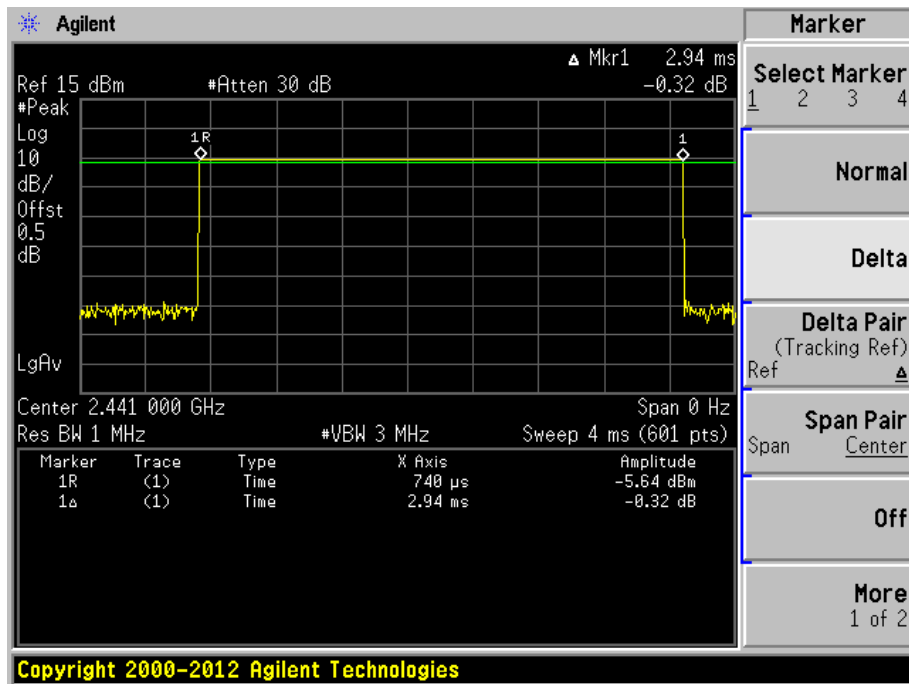 Agilent
Marker
▵ Mkr1 2.94 ms
Ref 15 dBm #Atten 30 dB -0.32 dB
#Peak
Log
10
dB/
Offst
0.5
dB
LgAv
1R
1
Center 2.441 000 GHz Span 0 Hz
Res BW 1 MHz #VBW 3 MHz Sweep 4 ms (601 pts)
Marker Trace Type X Axis Amplitude
1R (1) Time 740 µs -5.64 dBm
1▵ (1) Time 2.94 ms -0.32 dB
Select Marker
1 2 3 4
Normal
Delta
Delta Pair
(Tracking Ref)
Ref ▵
Span Pair
Span Center
Off
More
1 of 2
Copyright 2000-2012 Agilent Technologies